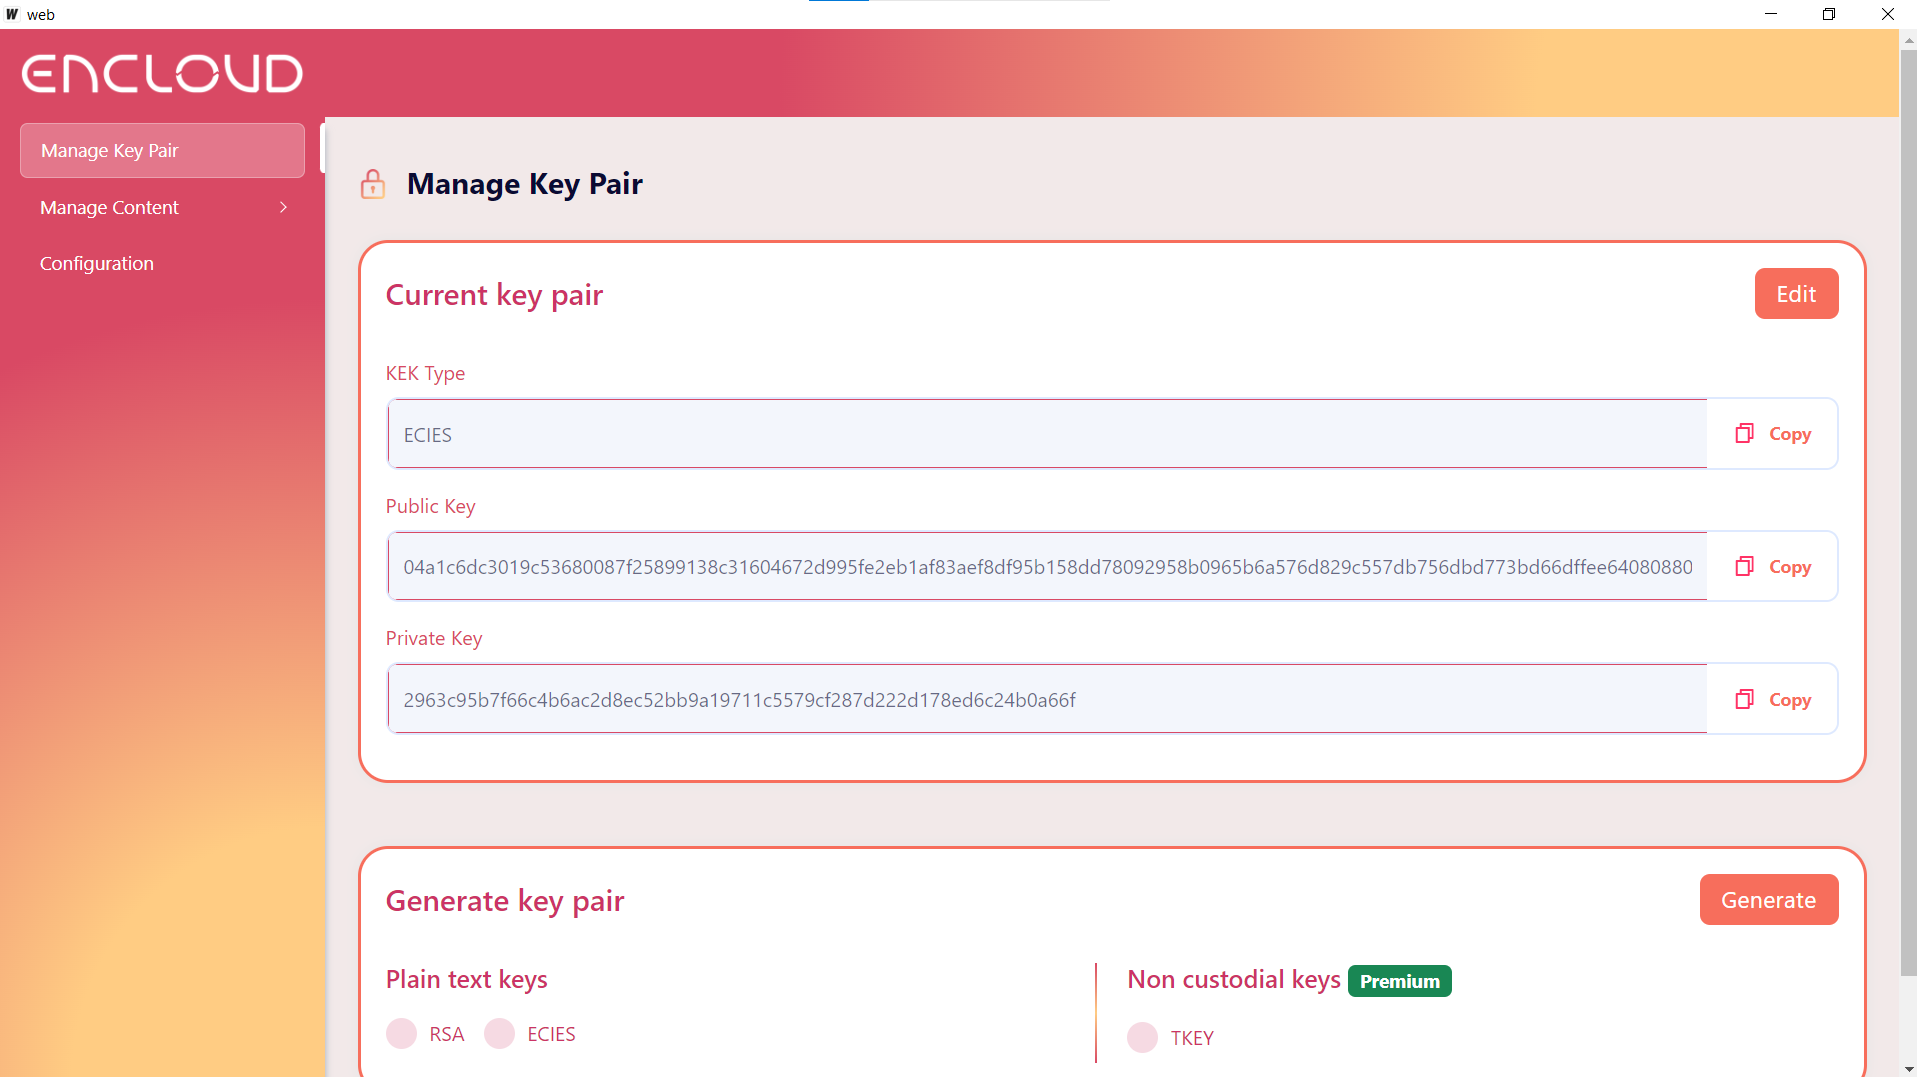 web
ENCLOUD
Manage Key Pair
Manage Content
Configuration
Manage Key Pair
Current key pair
Edit
KEK Type
ECIES
Copy
Public Key
04a1c6dc3019c53680087f25899138c31604672d995fe2eb1af83aef8df95b158dd78092958b0965b6a576d829c557db756dbd773bd66dffee64080880
Copy
Private Key
2963c95b7f66c4b6ac2d8ec52bb9a19711c5579cf287d222d178ed6c24b0a66f
Copy
Generate key pair
Generate
Plain text keys
Non custodial keys Premium
RSA ECIES
TKEY